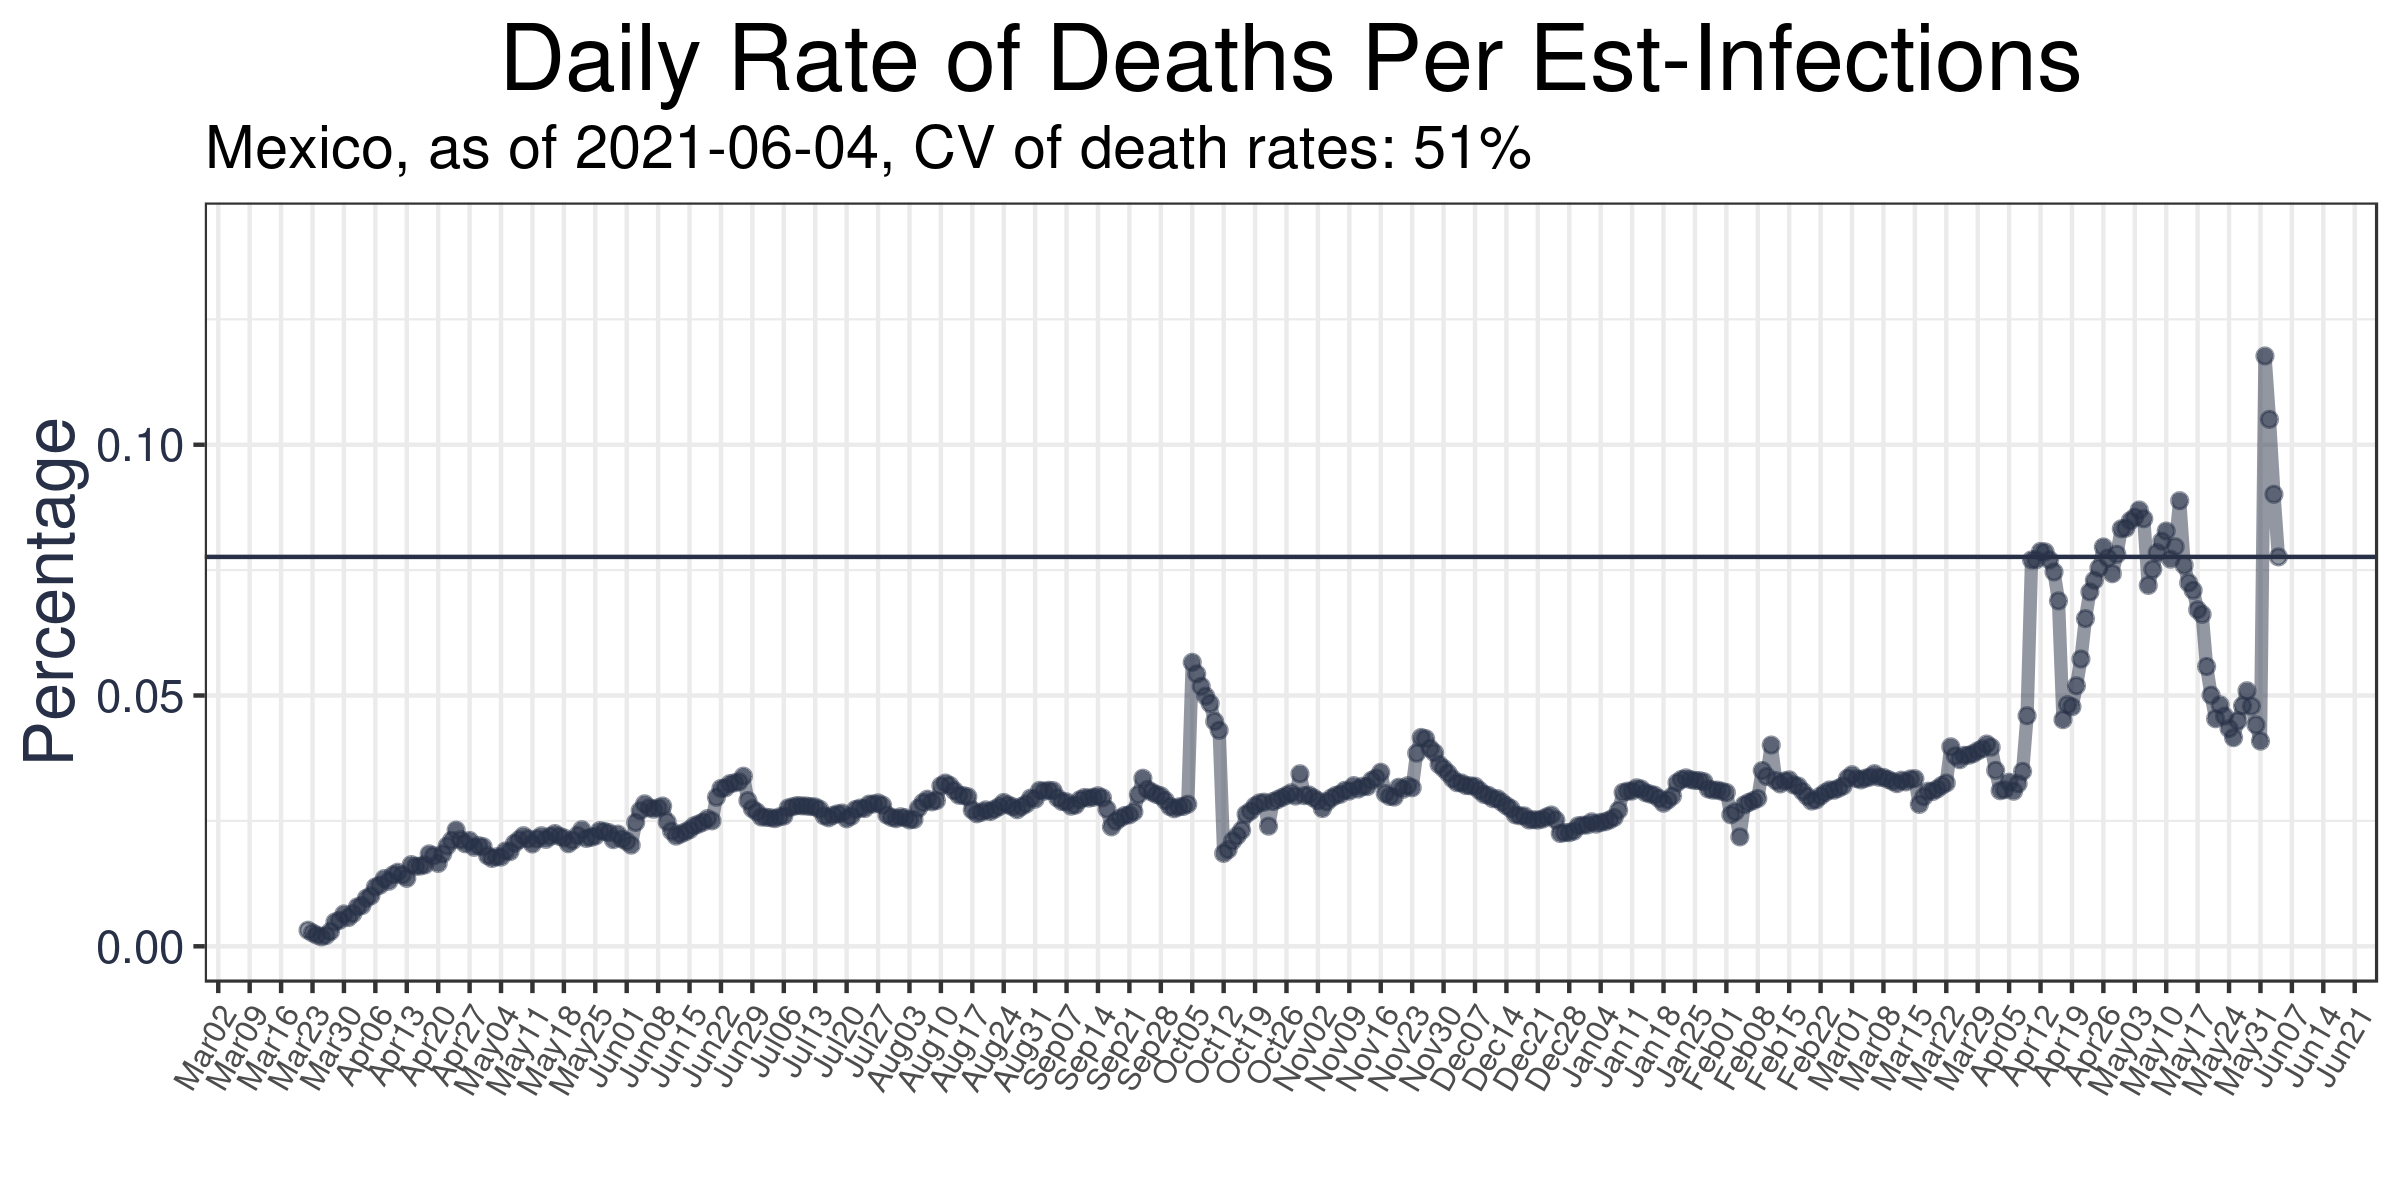 Daily Rate of Deaths Per Est-Infections
Mexico, as of 2021-06-04, CV of death rates: 51%
Percentage
0.10
0.05
0.00
Mar02
Mar09
Mar16
Mar23
Mar30
Apr06
Apr13
Apr20
Apr27
May04
May11
May18
May25
Jun01
Jun08
Jun15
Jun22
Jun29
Jul06
Jul13
Jul20
Jul27
Aug03
Aug10
Aug17
Aug24
Aug31
Sep07
Sep14
Sep21
Sep28
Oct05
Oct12
Oct19
Oct26
Nov02
Nov09
Nov16
Nov23
Nov30
Dec07
Dec14
Dec21
Dec28
Jan04
Jan11
Jan18
Jan25
Feb01
Feb08
Feb15
Feb22
Mar01
Mar08
Mar15
Mar22
Mar29
Apr05
Apr12
Apr19
Apr26
May03
May10
May17
May24
May31
Jun07
Jun14
Jun21